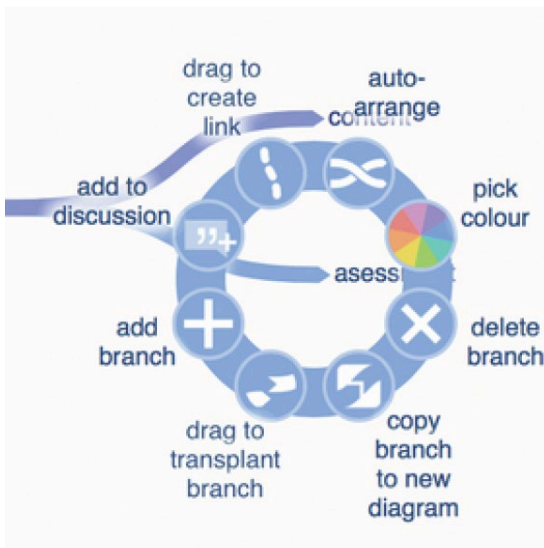 drag to
create
link
auto-
arrange
content
add to
discussion
pick
colour
asess
add
branch
delete
branch
drag to
transplant
branch
copy
branch
to new
diagram